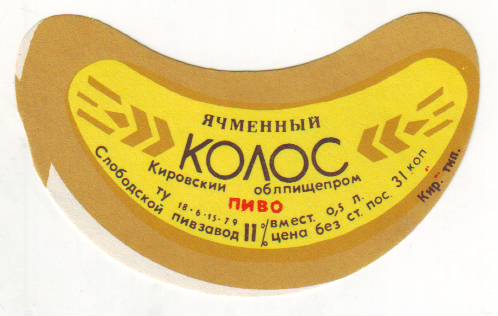 ЯЧМЕННЫЙ
КОЛОС
Кировский облпищепром
ПИВО
ту 18-6-15-79 вмест. 0,5 л.
Слободской пивзавод 11% цена без ст. пос. 31 коп
Кир. тип.